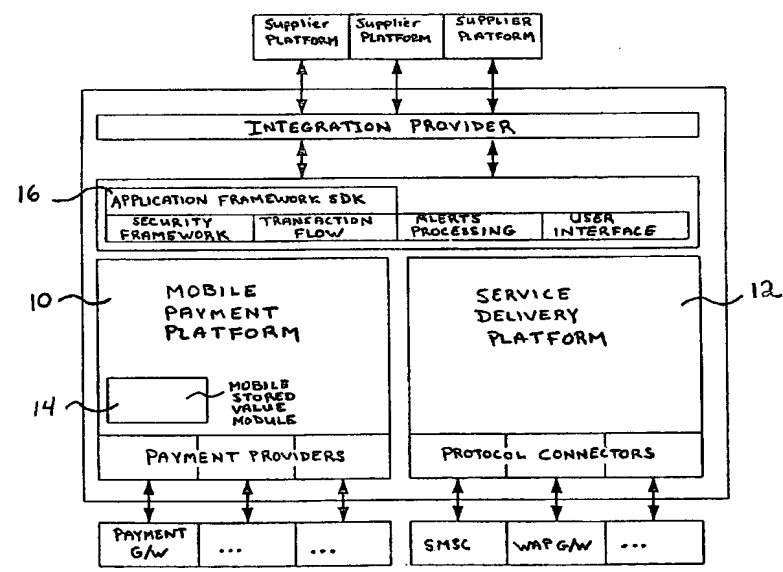 Supplier PLATFORM
Supplier PLATFORM
SUPPLIER PLATFORM
INTEGRATION PROVIDER
16
APPLICATION FRAMEWORK SDK
SECURITY FRAMEWORK
TRANSACTION FLOW
ALERTS PROCESSING
USER INTERFACE
10
MOBILE
PAYMENT
PLATFORM
SERVICE
DELIVERY
PLATFORM
12
14
MOBILE
STORED
VALUE
MODULE
PAYMENT PROVIDERS
PROTOCOL CONNECTORS
PAYMENT G/W
...
...
SMSC
WAP G/W
...